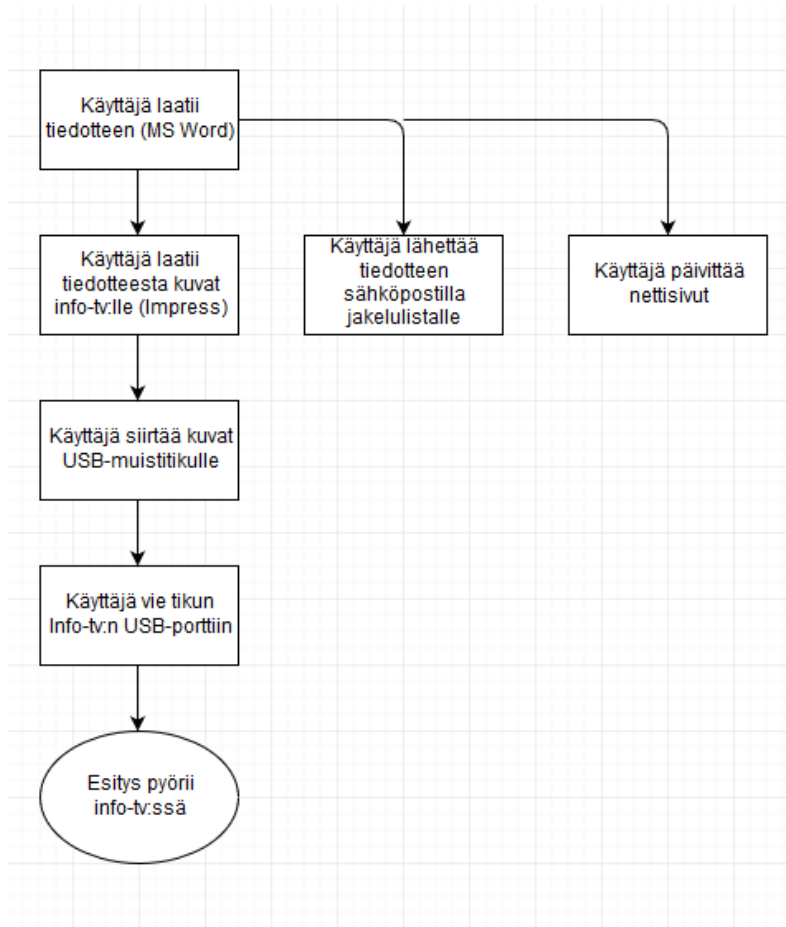 Käyttäjä laatii
tiedotteen (MS Word)
Käyttäjä laatii
tiedotteesta kuvat
info-tv:lle (Impress)
Käyttäjä lähettää
tiedotteen
sähköpostilla
jakelulistalle
Käyttäjä päivittää
nettisivut
Käyttäjä siirtää kuvat
USB-muistitikulle
Käyttäjä vie tikun
Info-tv:n USB-porttiin
Esitys pyörii
info-tv:ssä